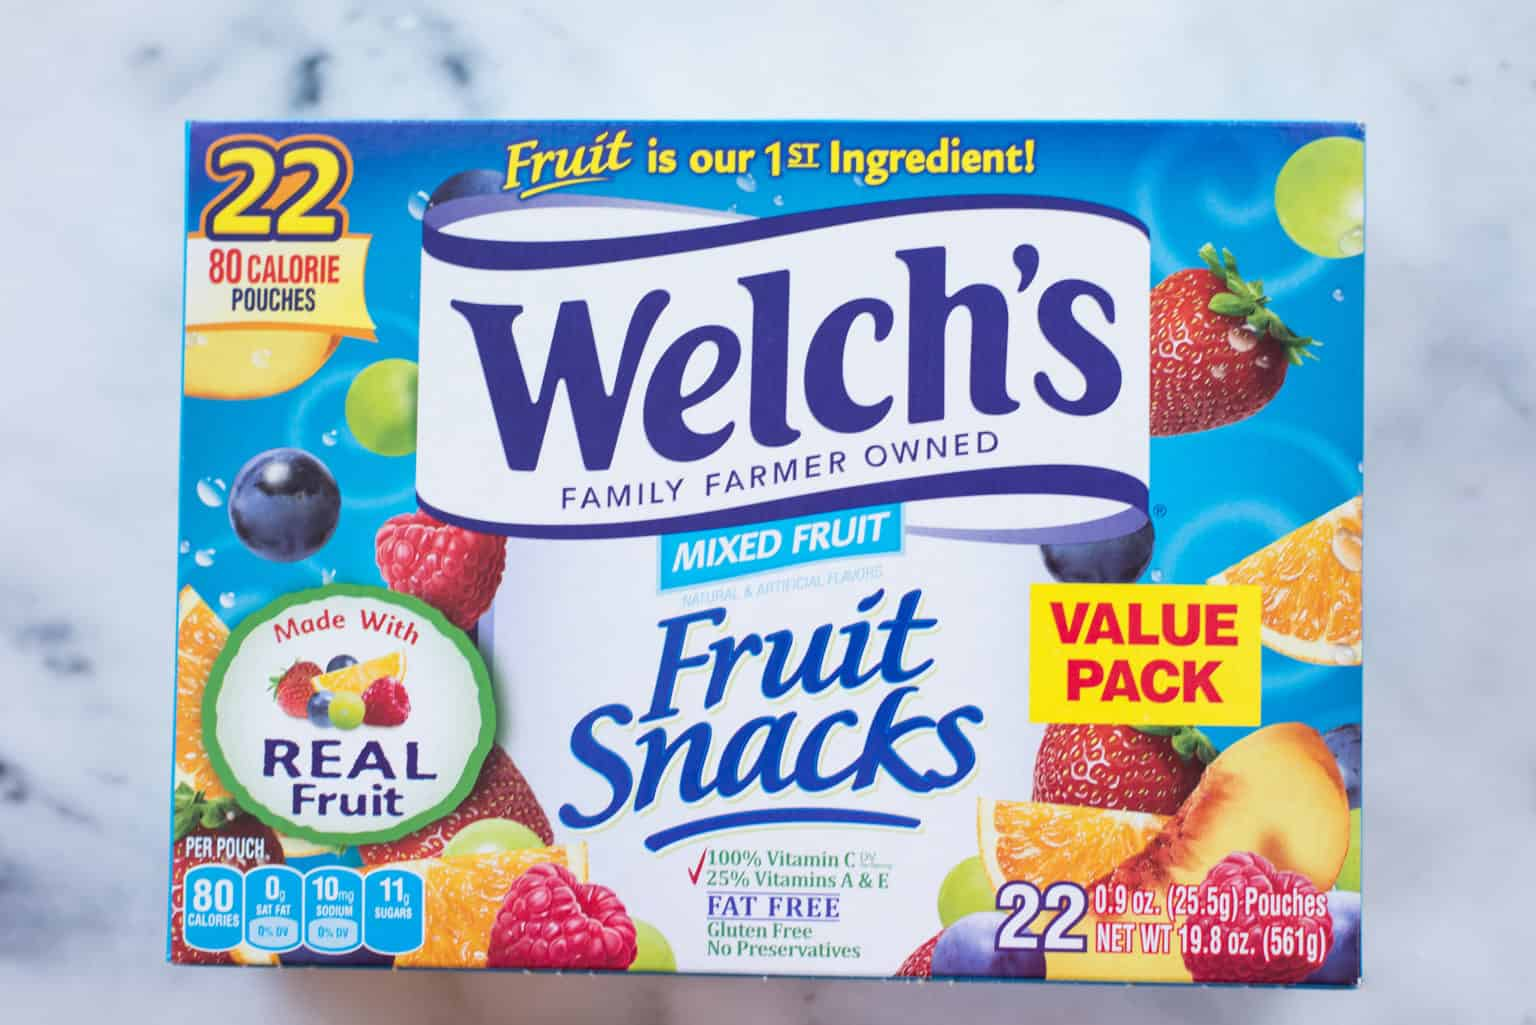 22
80 CALORIE
POUCHES
Fruit is our 1ST Ingredient!
Welch's
FAMILY FARMER OWNED
®
MIXED FRUIT
NATURAL & ARTIFICIAL FLAVORS
Fruit
Snacks
VALUE
PACK
Made With
REAL
Fruit
PER POUCH
80
CALORIES
0g
SAT FAT
0% DV
10mg
SODIUM
0% DV
11g
SUGARS
100% Vitamin C DV
25% Vitamins A & E
FAT FREE
Gluten Free
No Preservatives
22 0.9 oz. (25.5g) Pouches
NET WT 19.8 oz. (561g)